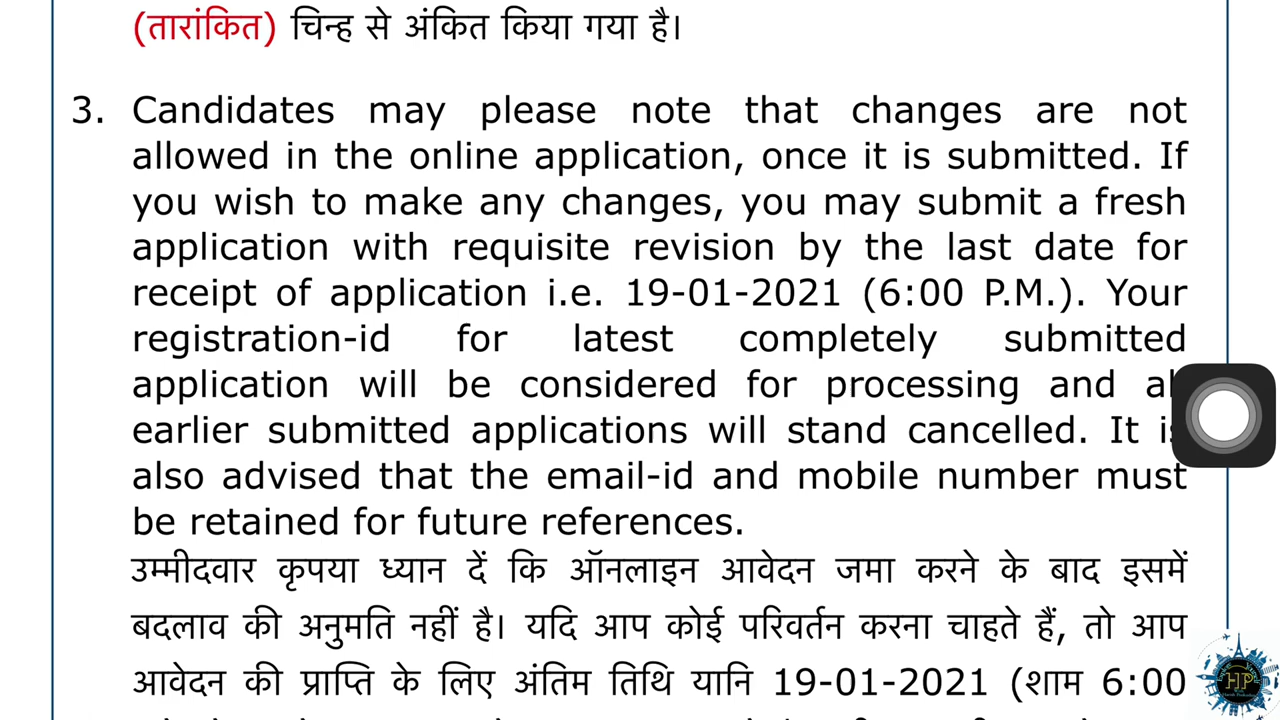 (तारांकित) चिन्ह से अंकित किया गया है।
3. Candidates may please note that changes are not
allowed in the online application, once it is submitted. If
you wish to make any changes, you may submit a fresh
application with requisite revision by the last date for
receipt of application i.e. 19-01-2021 (6:00 P.M.). Your
registration-id for latest completely submitted
application will be considered for processing and
earlier submitted applications will stand cancelled. It
also advised that the email-id and mobile number must
be retained for future references.
उम्मीदवार कृपया ध्यान दें कि ऑनलाइन आवेदन जमा करने के बाद इसमें
बदलाव की अनुमति नहीं है। यदि आप कोई परिवर्तन करना चाहते हैं, तो आप
आवेदन की प्राप्ति के लिए अंतिम तिथि यानि 19-01-2021 (शाम 6:00
HP